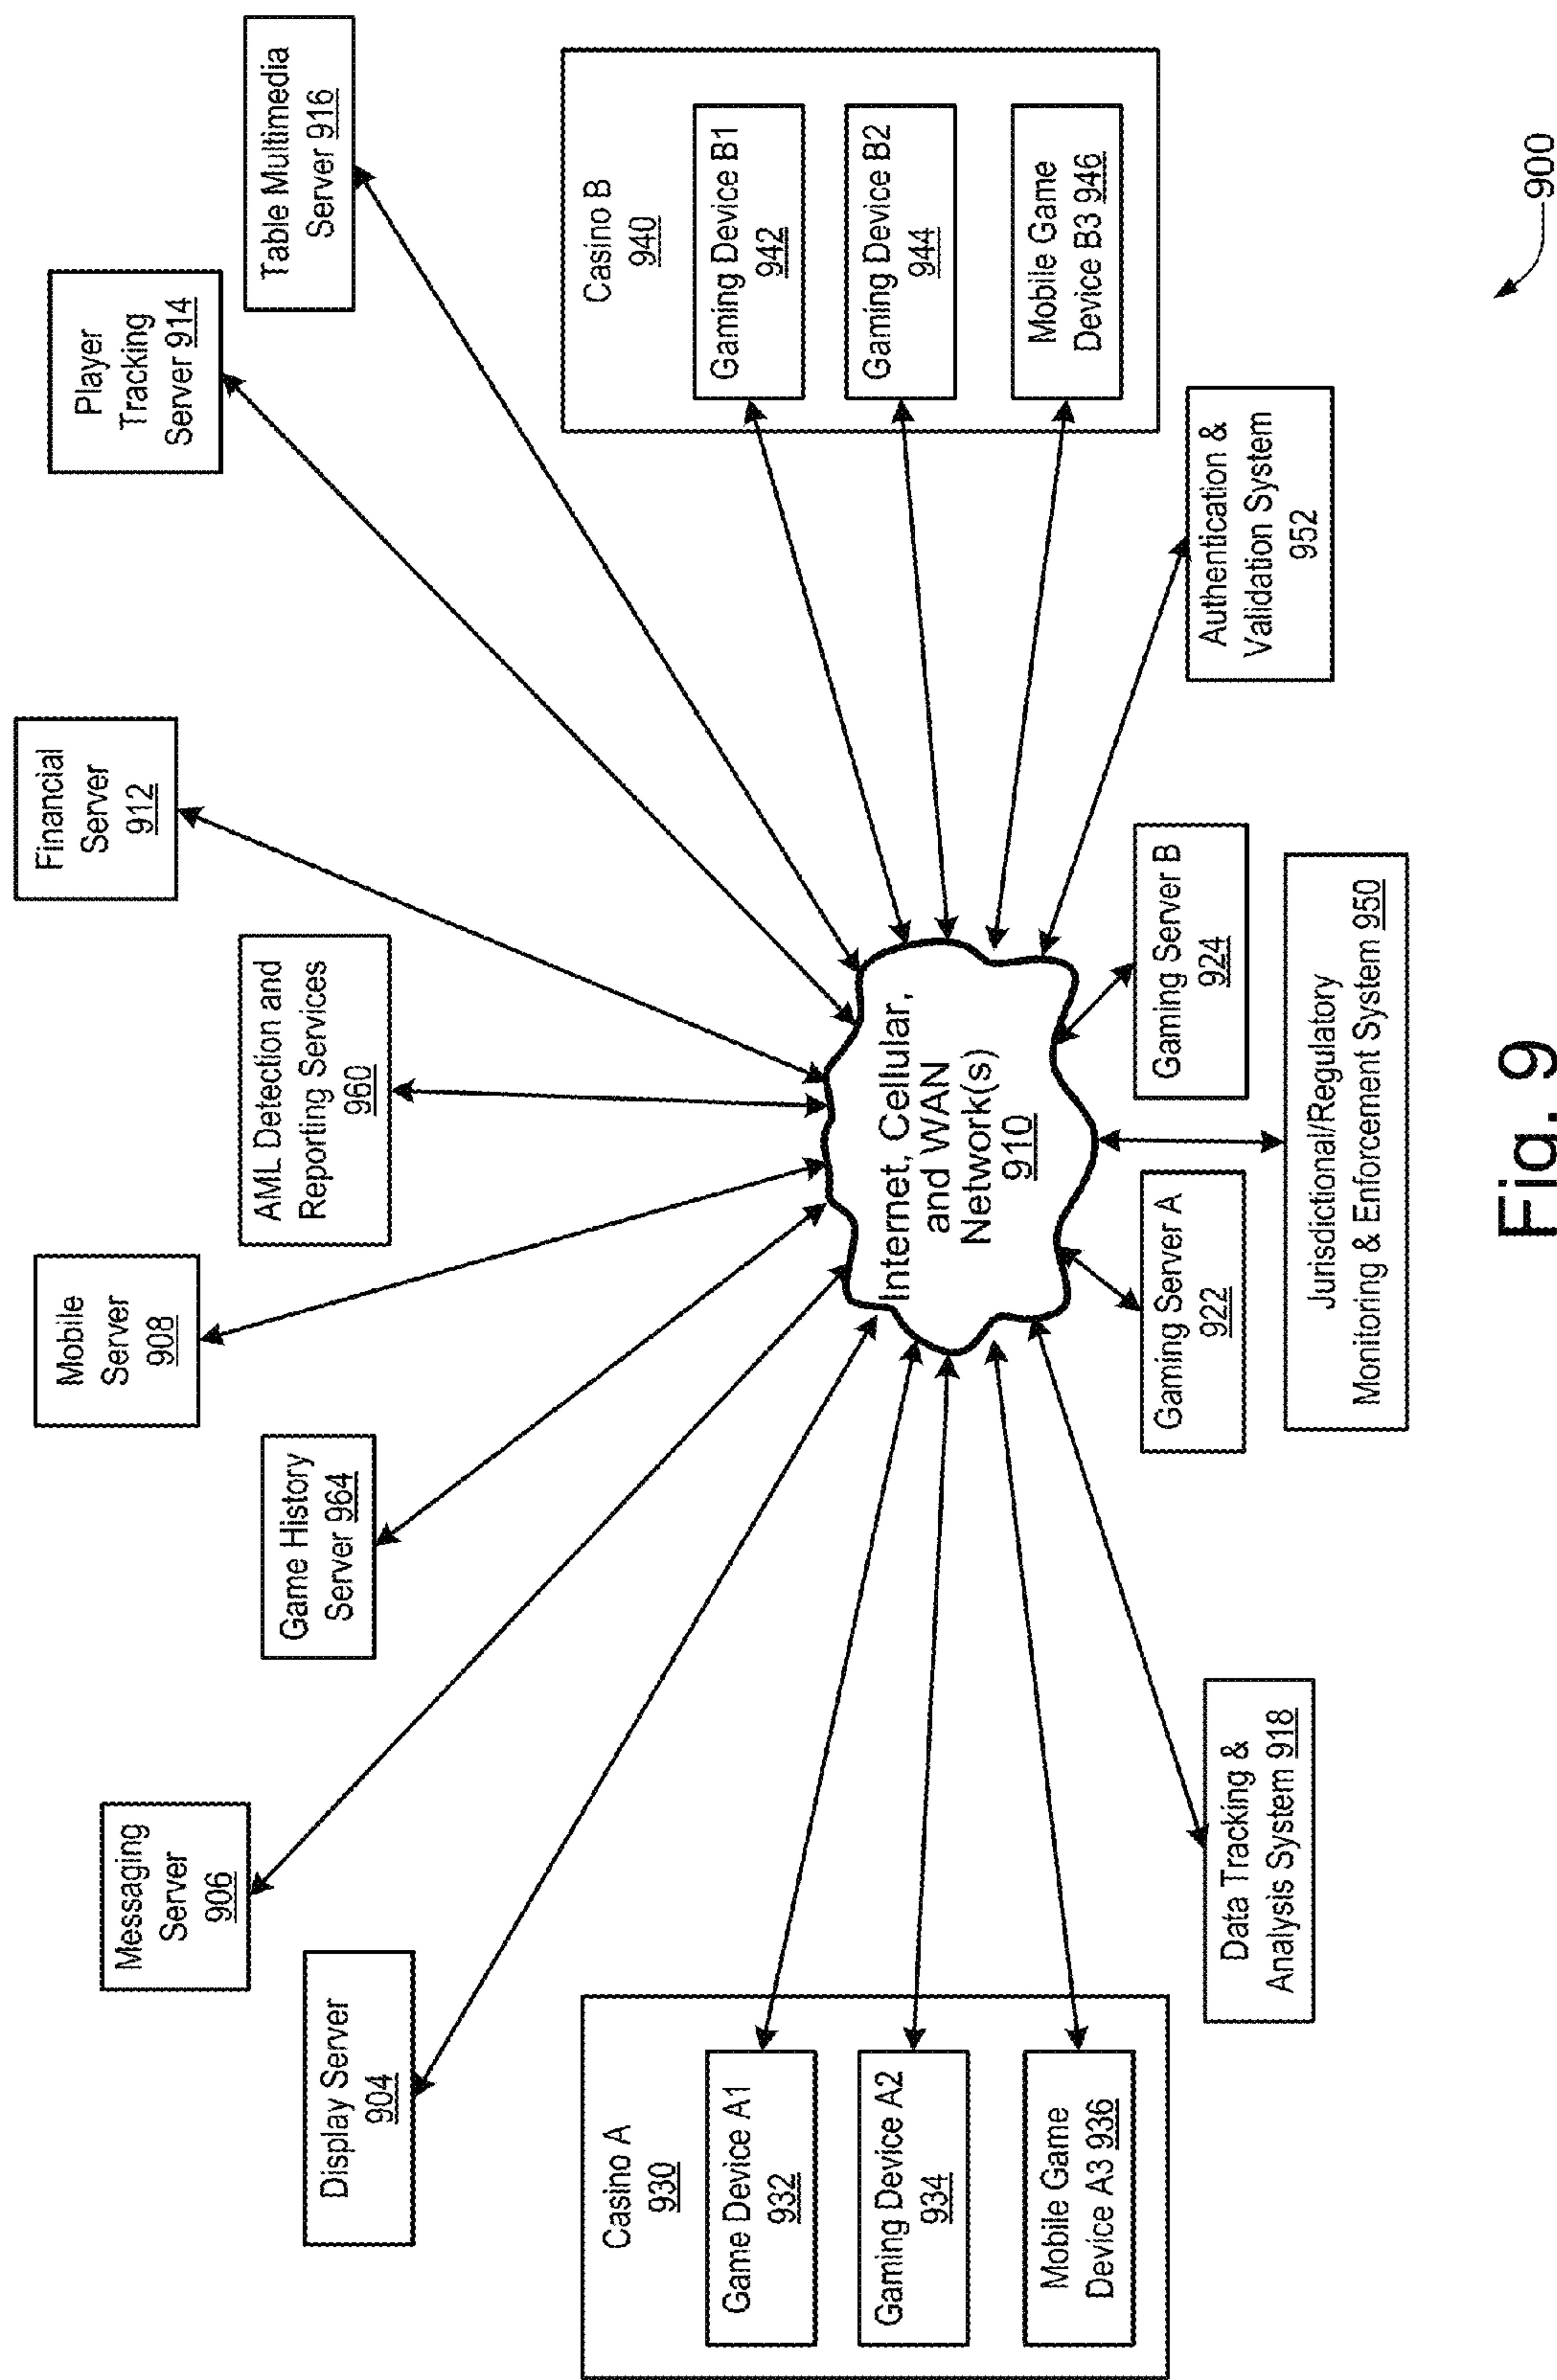 Financial
Server
912
Mobile
Server
908
Player
Tracking
Server 914
Messaging
Server
906
AML Detection and
Reporting Services
960
Table Multimedia
Server 916
Game History
Server 964
Display Server
904
Casino A
930
Game Device A1
932
Gaming Device A2
934
Mobile Game
Device A3 936
Internet, Cellular,
and WAN
Network(s)
910
Casino B
940
Gaming Device B1
942
Gaming Device B2
944
Mobile Game
Device B3 946
Data Tracking &
Analysis System 918
Gaming Server A
922
Gaming Server B
924
Authentication &
Validation System
952
Jurisdictional/Regulatory
Monitoring & Enforcement System 950
900
Fig. 9